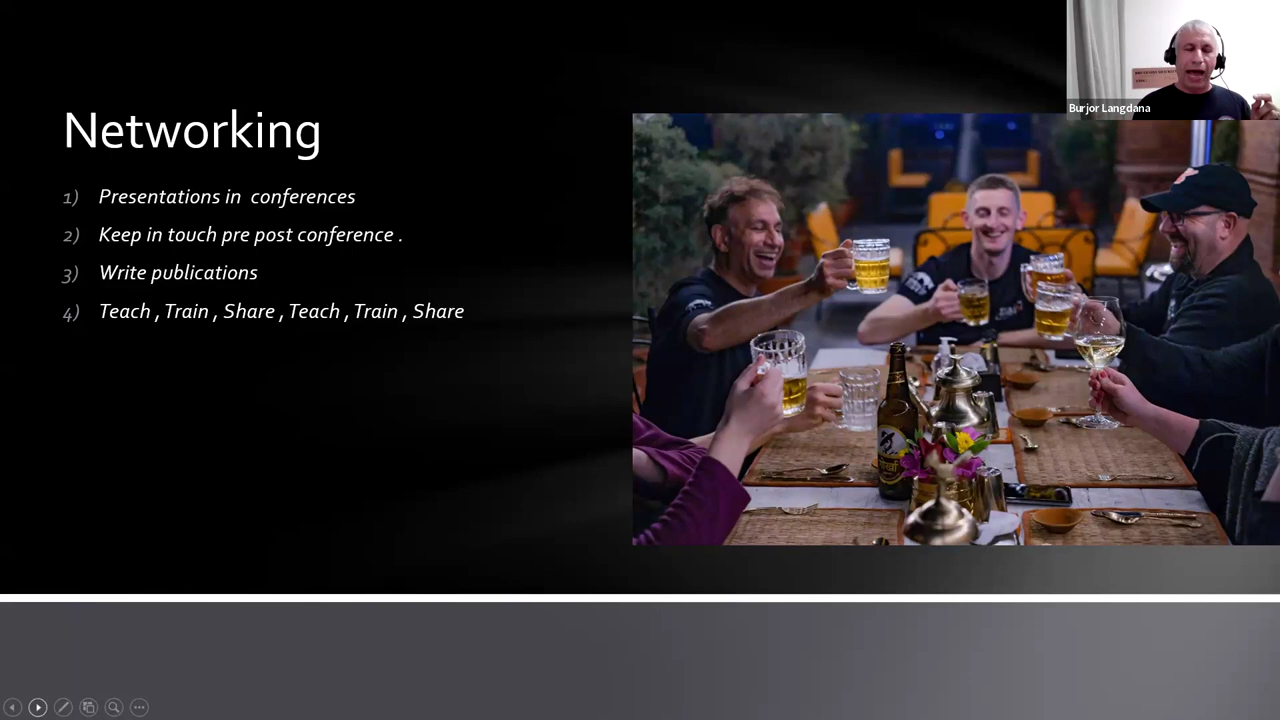 Burjor Langdana
Networking
1) Presentations in  conferences
2) Keep in touch pre post conference .
3) Write publications
4) Teach , Train , Share , Teach , Train , Share